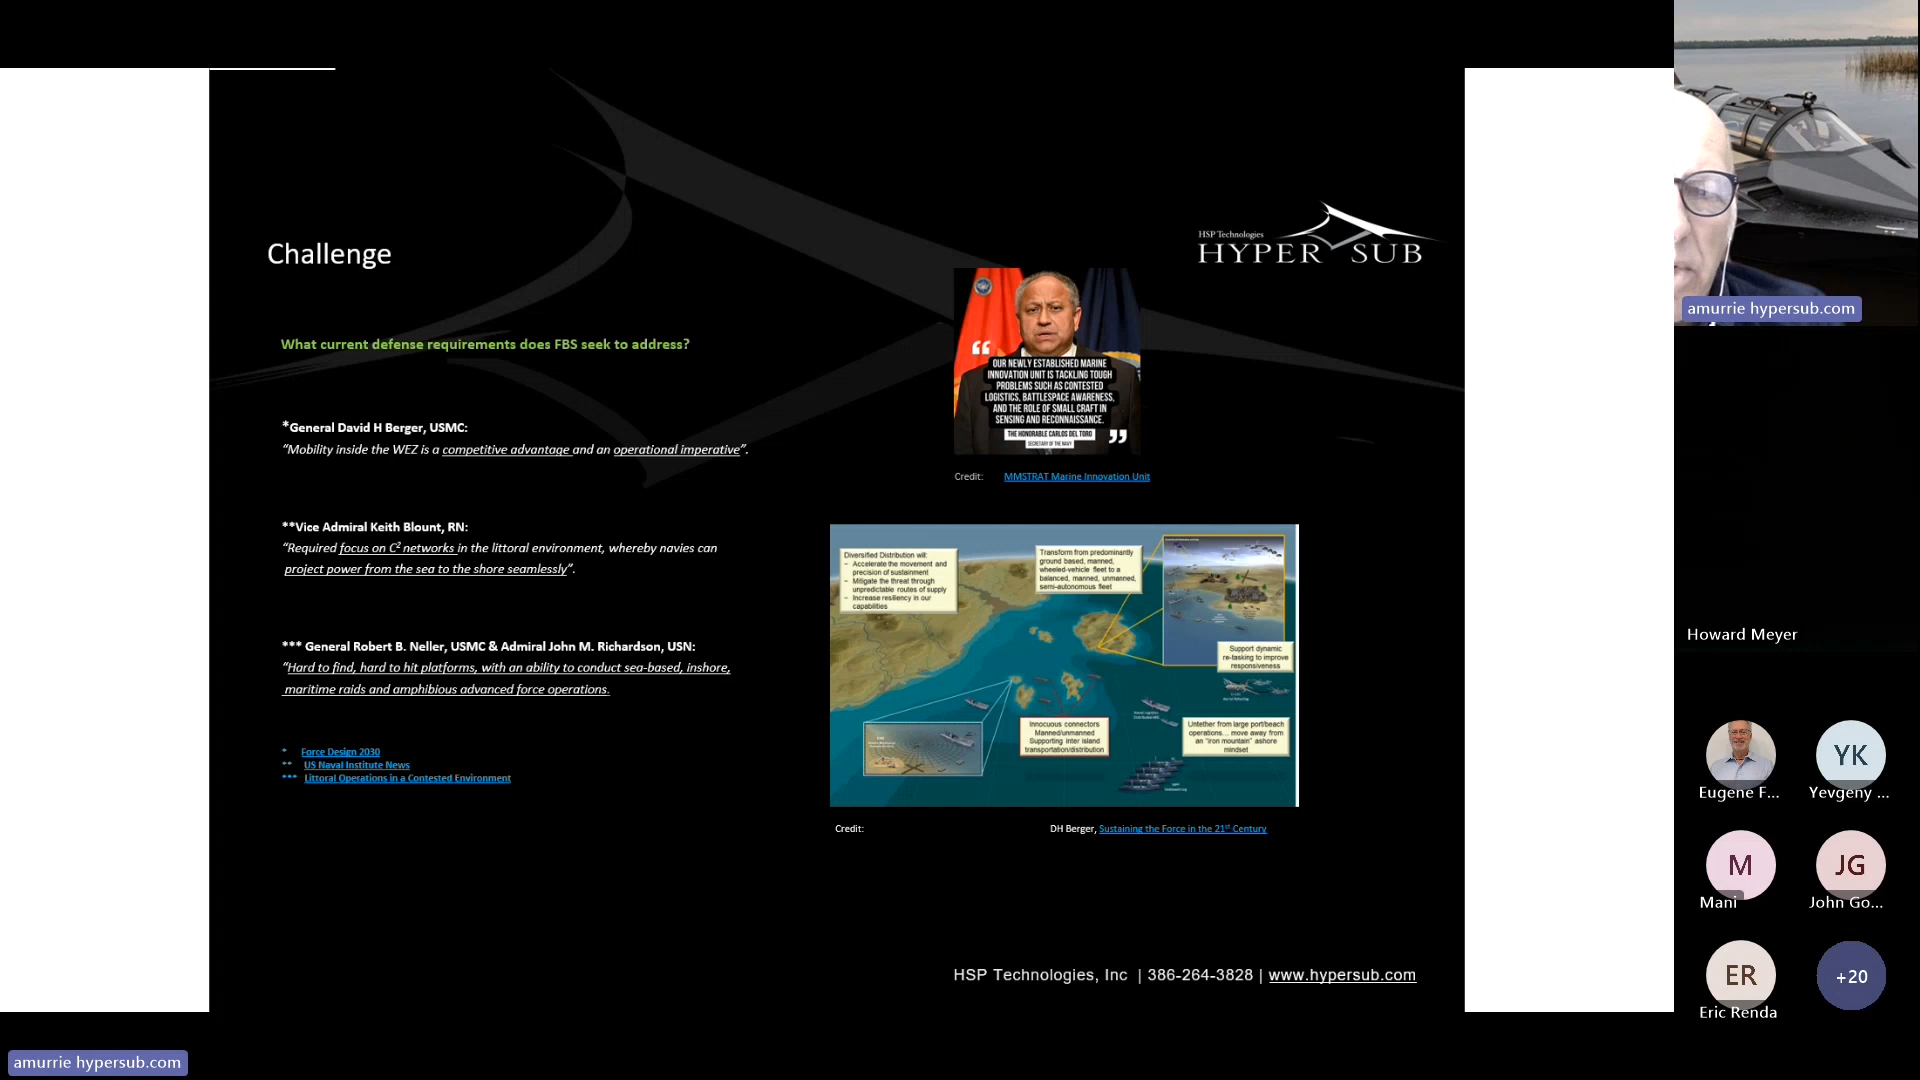 Challenge
HSP Technologies
HYPER SUB
What current defense requirements does FBS seek to address?
*General David H Berger, USMC:
“Mobility inside the WEZ is a competitive advantage and an operational imperative”.
**Vice Admiral Keith Blount, RN:
“Required focus on C² networks in the littoral environment, whereby navies can
project power from the sea to the shore seamlessly”.
*** General Robert B. Neller, USMC & Admiral John M. Richardson, USN:
“Hard to find, hard to hit platforms, with an ability to conduct sea-based, inshore,
maritime raids and amphibious advanced force operations.
* Force Design 2030
** US Naval Institute News
*** Littoral Operations in a Contested Environment
“
OUR NEWLY ESTABLISHED MARINE
INNOVATION UNIT IS TACKLING TOUGH
PROBLEMS SUCH AS CONTESTED
LOGISTICS, BATTLESPACE AWARENESS,
AND THE ROLE OF SMALL CRAFT IN
SENSING AND RECONNAISSANCE.
THE HONORABLE CARLOS DEL TORO
SECRETARY OF THE NAVY
”
Credit: MMSTRAT Marine Innovation Unit
Diversified Distribution will:
- Accelerate the movement and
precision of sustainment
- Mitigate the threat through
unpredictable routes of supply
- Increase resiliency in our
capabilities
Transform from predominantly
ground based, manned,
wheeled-vehicle fleet to a
balanced, manned, unmanned,
semi-autonomous fleet
Support dynamic
re-tasking to improve
responsiveness
Innocuous connectors
Manned/unmanned
Supporting inter island
transportation/distribution
Untether from large port/beach
operations… move away from
an “iron mountain” ashore
mindset
Credit: DH Berger, Sustaining the Force in the 21st Century
HSP Technologies, Inc | 386-264-3828 | www.hypersub.com
amurrie hypersub.com
Howard Meyer
Eugene F...
YK
Yevgeny ...
M
Mani
JG
John Go...
ER
Eric Renda
+20
amurrie hypersub.com